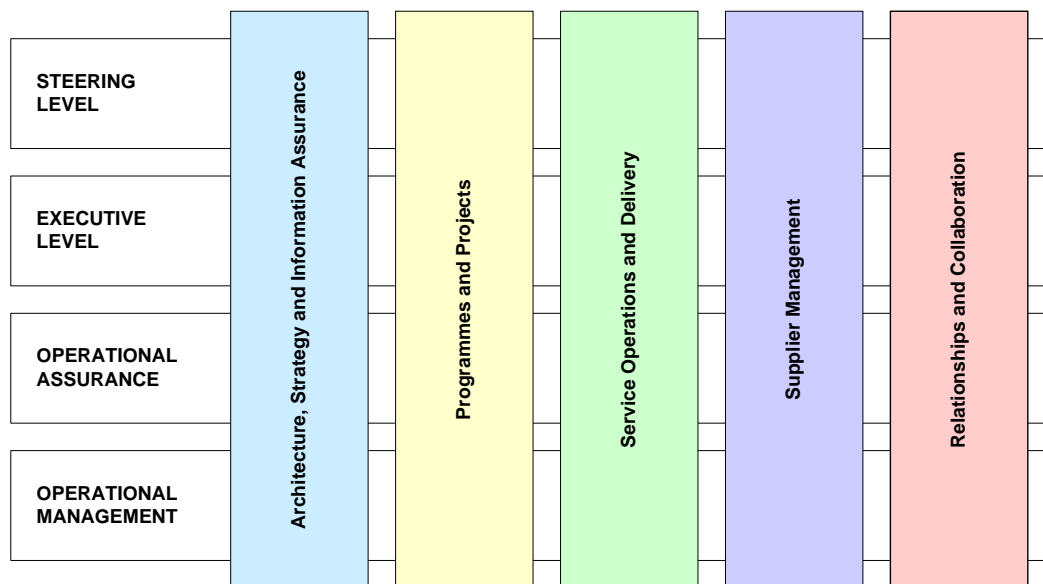 STEERING
LEVEL
EXECUTIVE
LEVEL
OPERATIONAL
ASSURANCE
OPERATIONAL
MANAGEMENT
Architecture, Strategy and Information Assurance
Programmes and Projects
Service Operations and Delivery
Supplier Management
Relationships and Collaboration